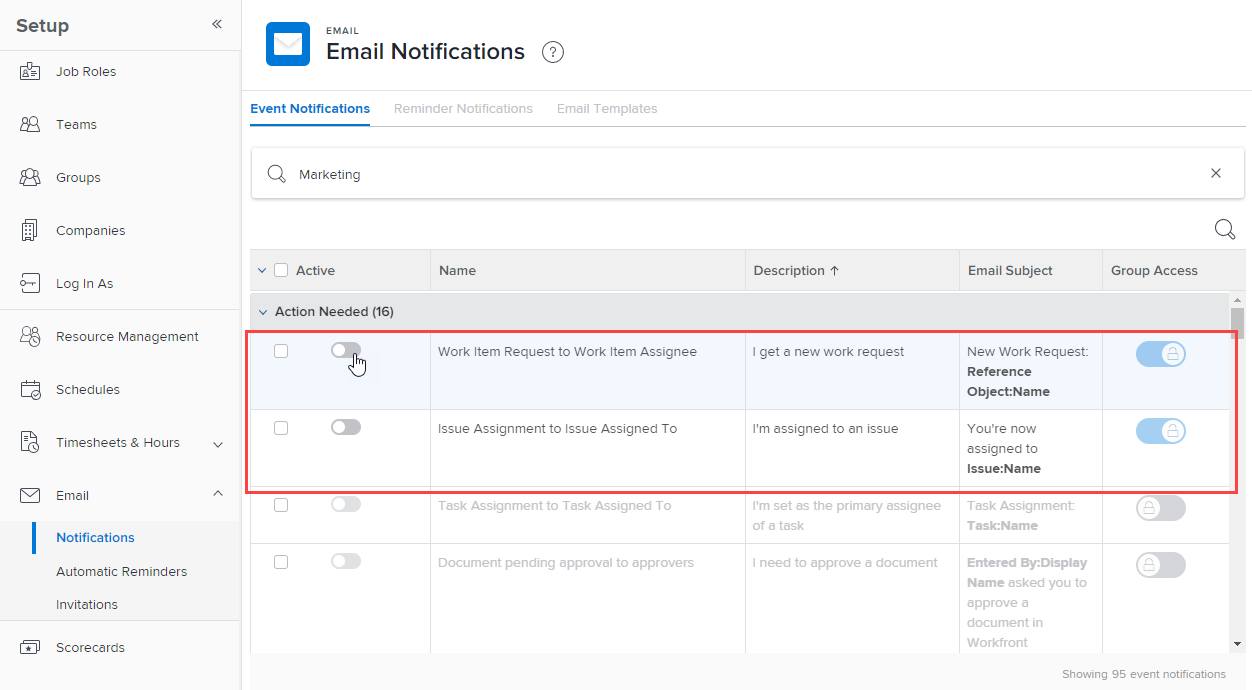 Setup
Job Roles
Teams
Groups
Companies
Log In As
Resource Management
Schedules
Timesheets & Hours
Email
Notifications
Automatic Reminders
Invitations
Scorecards
EMAIL
Email Notifications
?
Event Notifications Reminder Notifications Email Templates
Marketing
Active Name Description Email Subject Group Access
Action Needed (16)
Work Item Request to Work Item Assignee
I get a new work request
New Work Request:
Reference
Object:Name
Issue Assignment to Issue Assigned To
I'm assigned to an issue
You're now
assigned to
Issue:Name
Task Assignment to Task Assigned To
I'm set as the primary assignee
of a task
Task Assignment:
Task:Name
Document pending approval to approvers
I need to approve a document
Entered By:Display
Name asked you to
approve a
document in
Workfront
Showing 95 event notifications